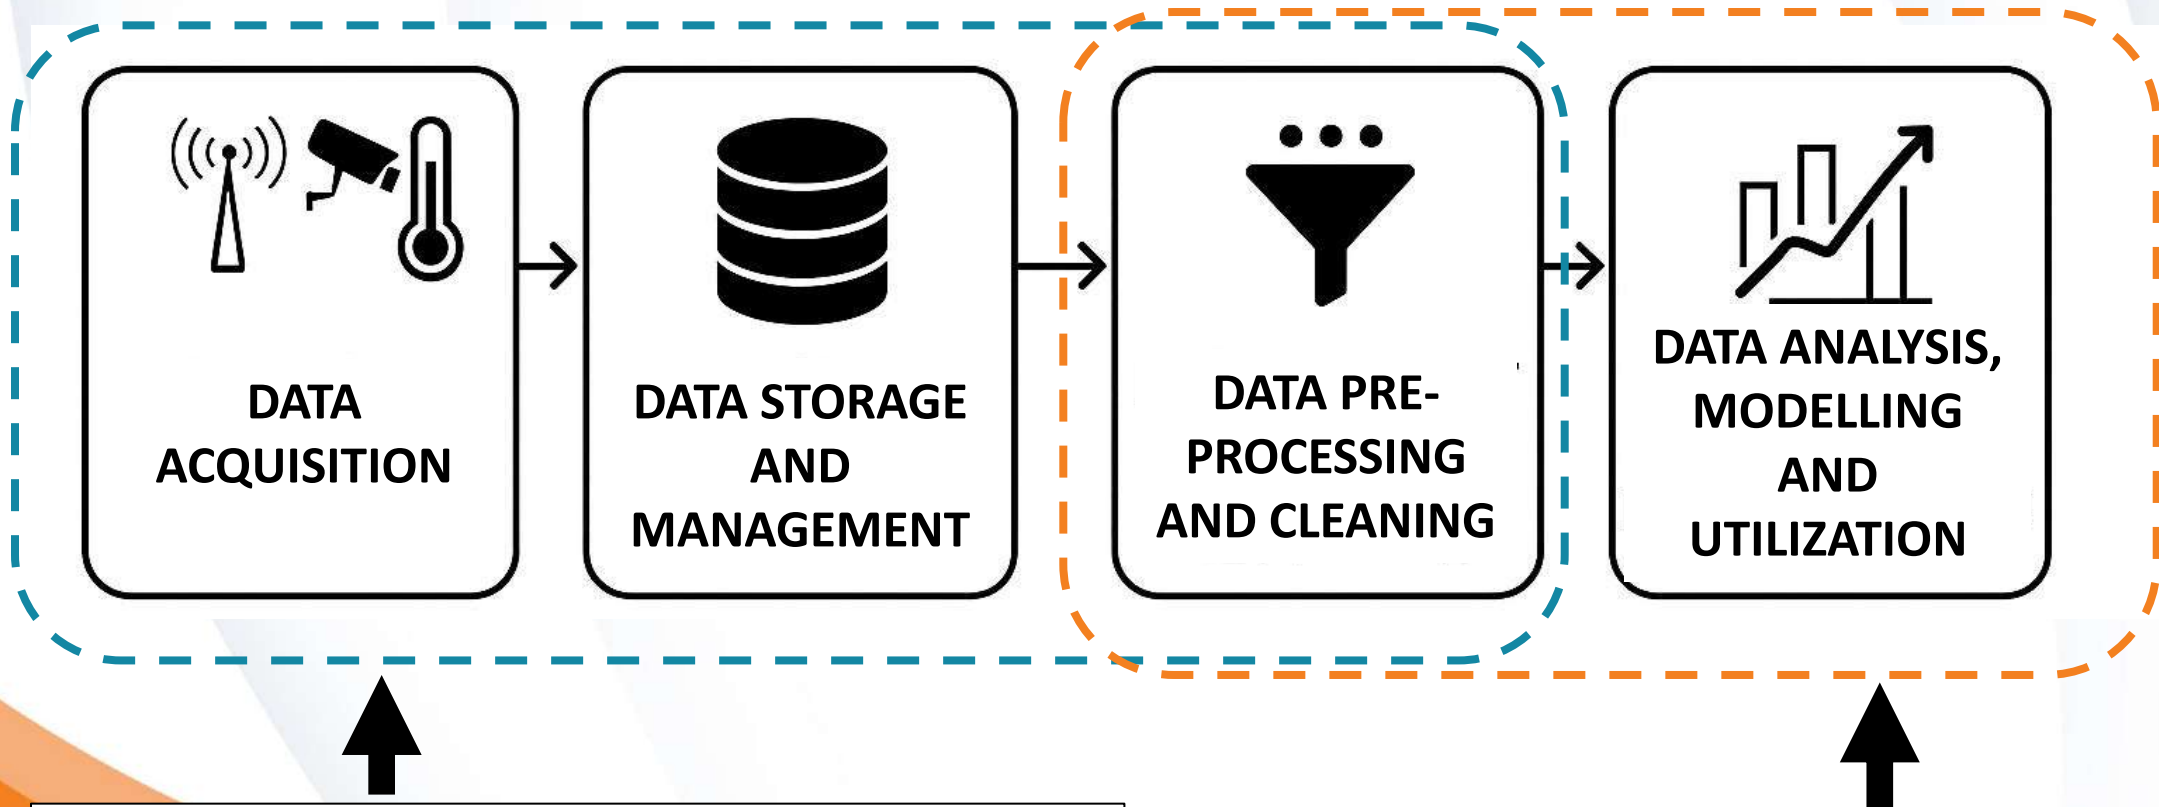 DATA
ACQUISITION
DATA STORAGE
AND
MANAGEMENT
DATA PRE-
PROCESSING
AND CLEANING
DATA ANALYSIS,
MODELLING
AND
UTILIZATION